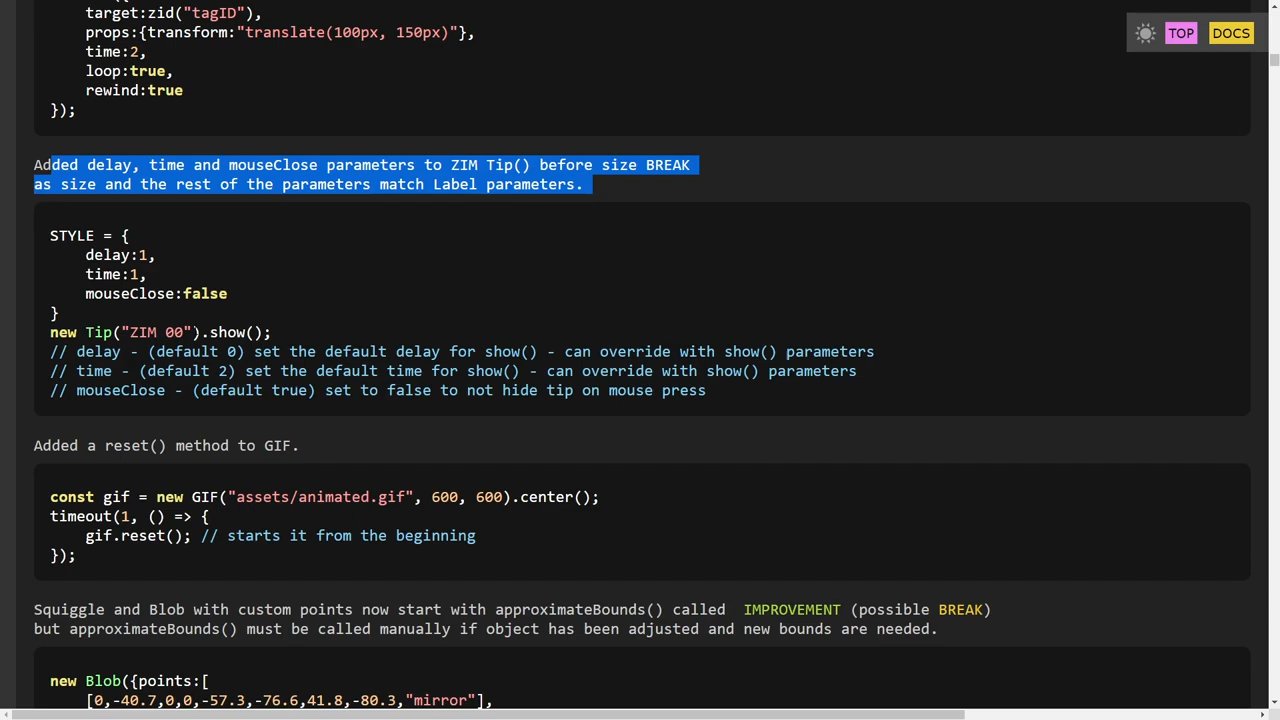 target:zid("tagID"),
props:{transform:"translate(100px, 150px)"},
time:2,
loop:true,
rewind:true
});
TOP
DOCS
Added delay, time and mouseClose parameters to ZIM Tip() before size BREAK
as size and the rest of the parameters match Label parameters.
STYLE = {
delay:1,
time:1,
mouseClose:false
}
new Tip("ZIM 00").show();
// delay - (default 0) set the default delay for show() - can override with show() parameters
// time - (default 2) set the default time for show() - can override with show() parameters
// mouseClose - (default true) set to false to not hide tip on mouse press
Added a reset() method to GIF.
const gif = new GIF("assets/animated.gif", 600, 600).center();
timeout(1, () => {
gif.reset(); // starts it from the beginning
});
Squiggle and Blob with custom points now start with approximateBounds() called IMPROVEMENT (possible BREAK)
but approximateBounds() must be called manually if object has been adjusted and new bounds are needed.
new Blob({points:[
[0,-40.7,0,0,-57.3,-76.6,41.8,-80.3,"mirror"],